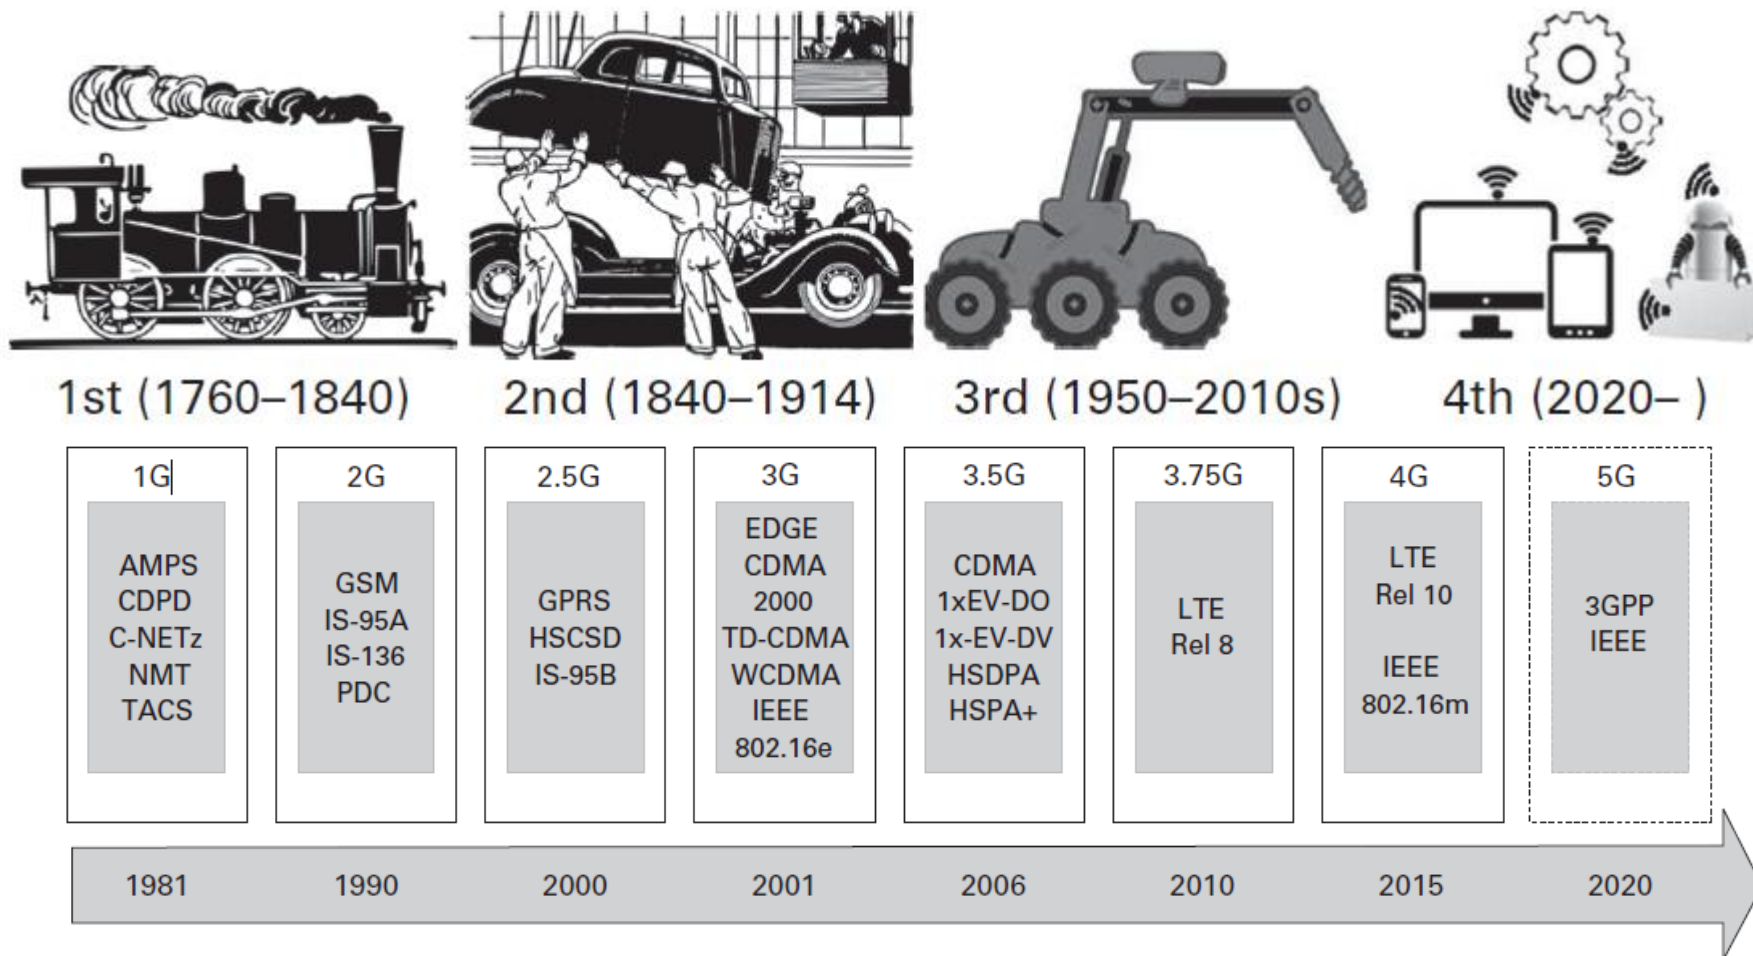 1st (1760–1840)
2nd (1840–1914)
3rd (1950–2010s)
4th (2020– )
1G
AMPS
CDPD
C-NETz
NMT
TACS
2G
GSM
IS-95A
IS-136
PDC
2.5G
GPRS
HSCSD
IS-95B
3G
EDGE
CDMA
2000
TD-CDMA
WCDMA
IEEE
802.16e
3.5G
CDMA
1xEV-DO
1x-EV-DV
HSDPA
HSPA+
3.75G
LTE
Rel 8
4G
LTE
Rel 10
IEEE
802.16m
5G
3GPP
IEEE
1981
1990
2000
2001
2006
2010
2015
2020